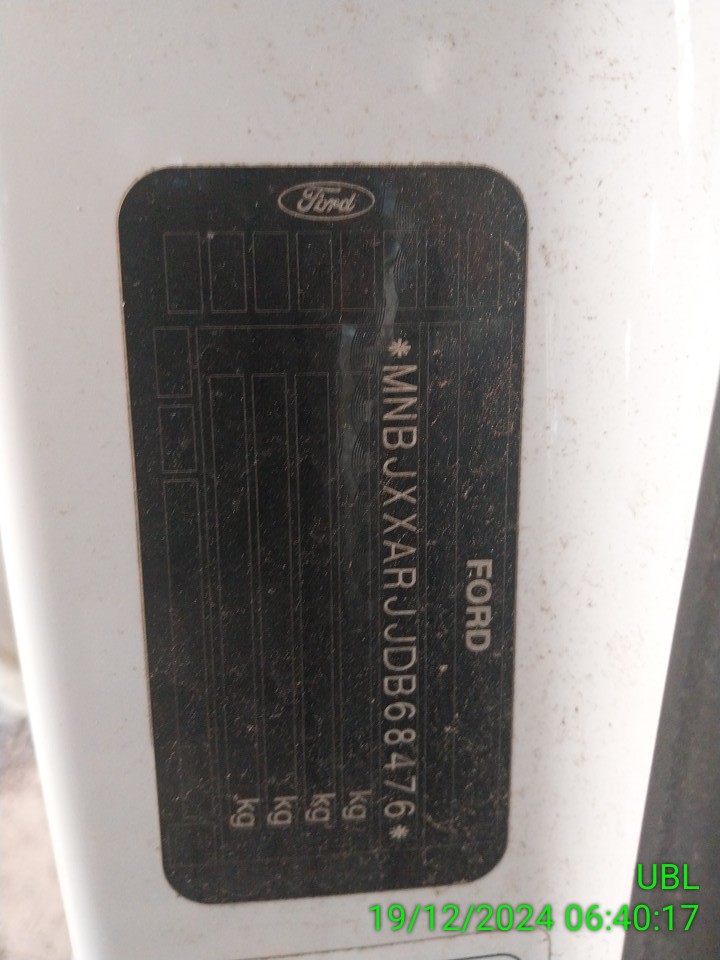 Ford
FORD
*MNBJXXARJJDB68476*
kg
kg
kg
kg
UBL
19/12/2024 06:40:17